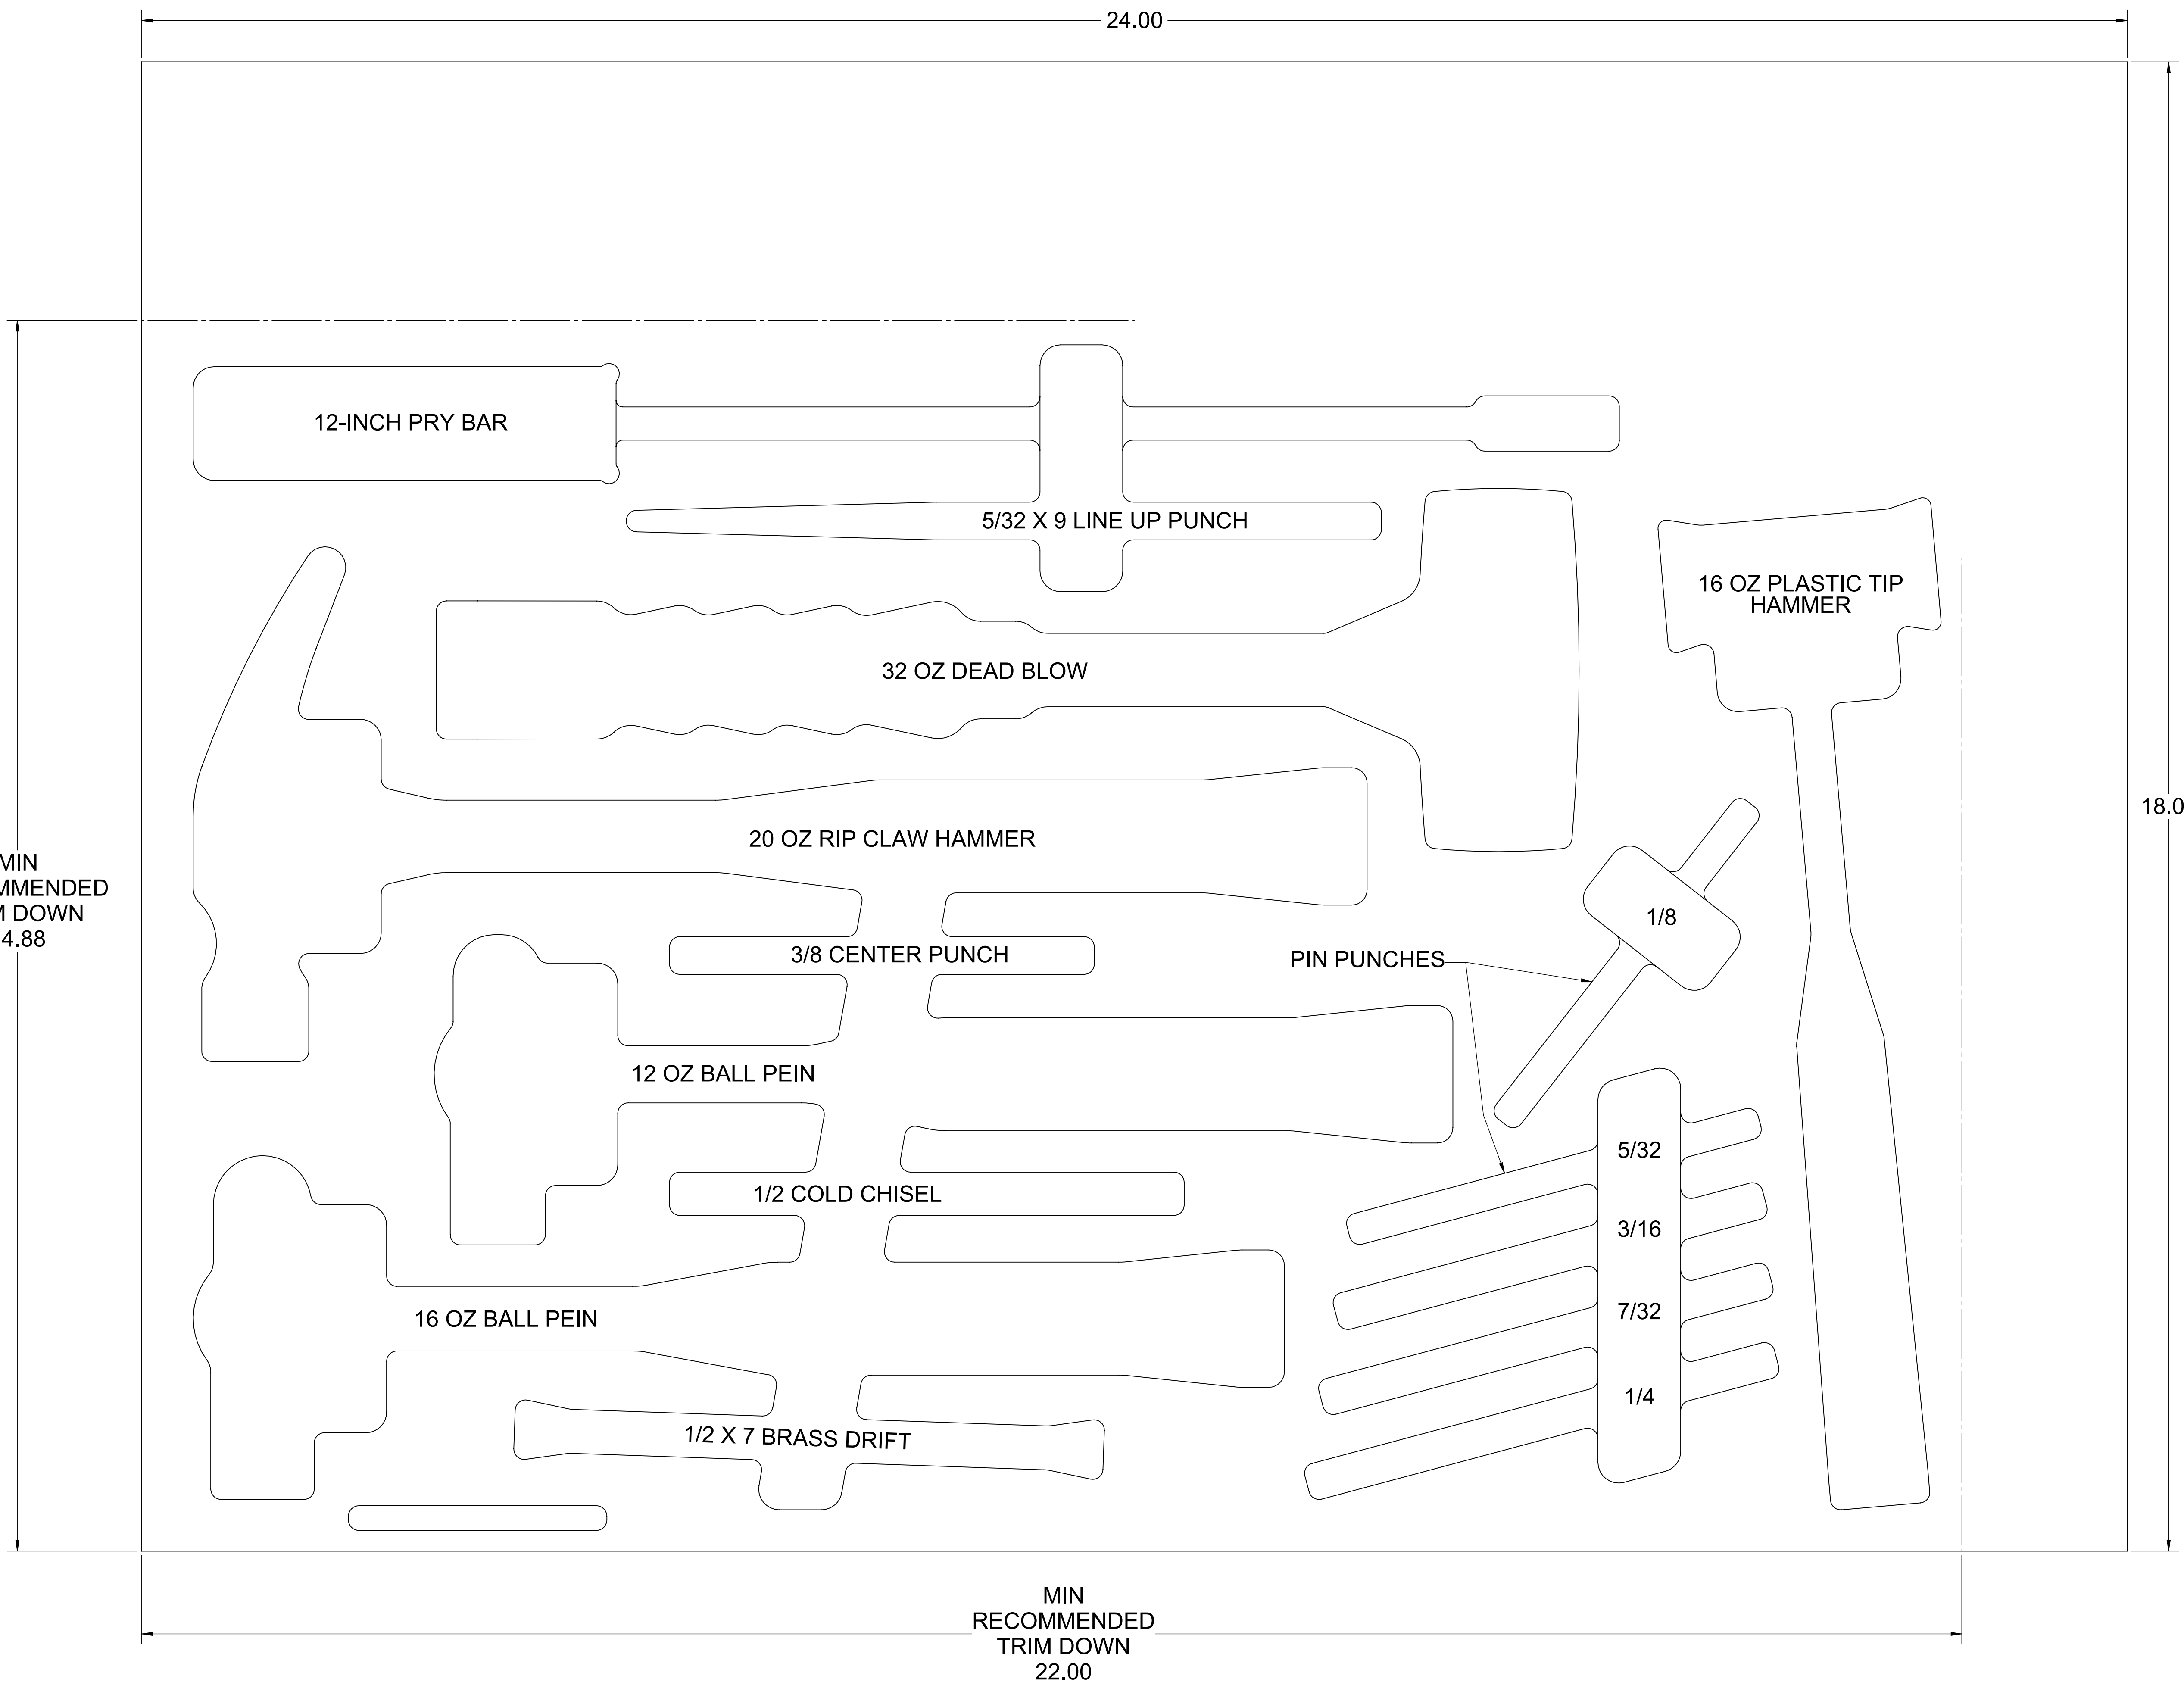 24.00
12-INCH PRY BAR
5/32 X 9 LINE UP PUNCH
16 OZ PLASTIC TIP
HAMMER
32 OZ DEAD BLOW
18.0
20 OZ RIP CLAW HAMMER
MIN
MMENDED
M DOWN
4.88
1/8
3/8 CENTER PUNCH
PIN PUNCHES
12 OZ BALL PEIN
5/32
1/2 COLD CHISEL
3/16
7/32
16 OZ BALL PEIN
1/4
1/2 X 7 BRASS DRIFT
MIN
RECOMMENDED
TRIM DOWN
22.00